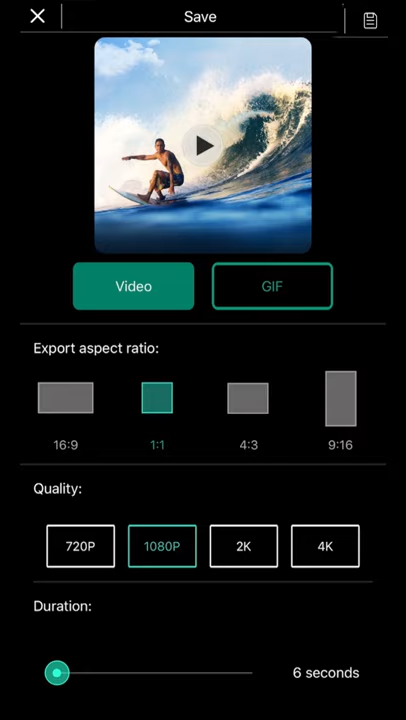 Save
Video GIF
Export aspect ratio:
16:9 1:1 4:3 9:16
Quality:
720P 1080P 2K 4K
Duration:
6 seconds